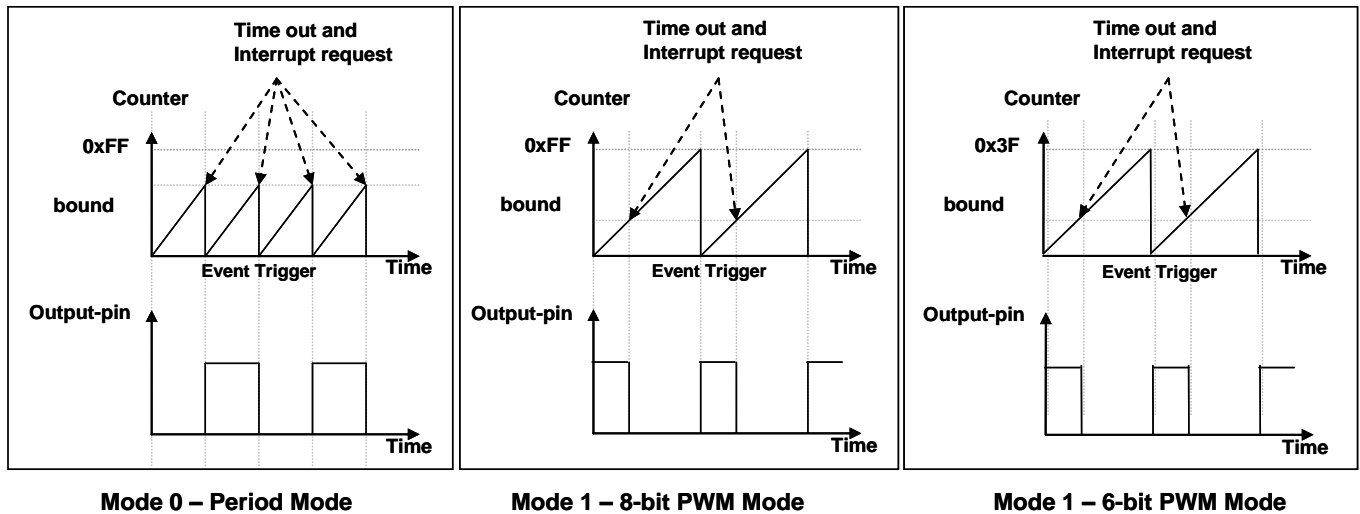 Time out and
Interrupt request
Counter
0xFF
bound
Event Trigger
Time
Output-pin
Time
Mode 0 – Period Mode
Time out and
Interrupt request
Counter
0xFF
bound
Event Trigger
Time
Output-pin
Time
Mode 1 – 8-bit PWM Mode
Time out and
Interrupt request
Counter
0x3F
bound
Event Trigger
Time
Output-pin
Time
Mode 1 – 6-bit PWM Mode